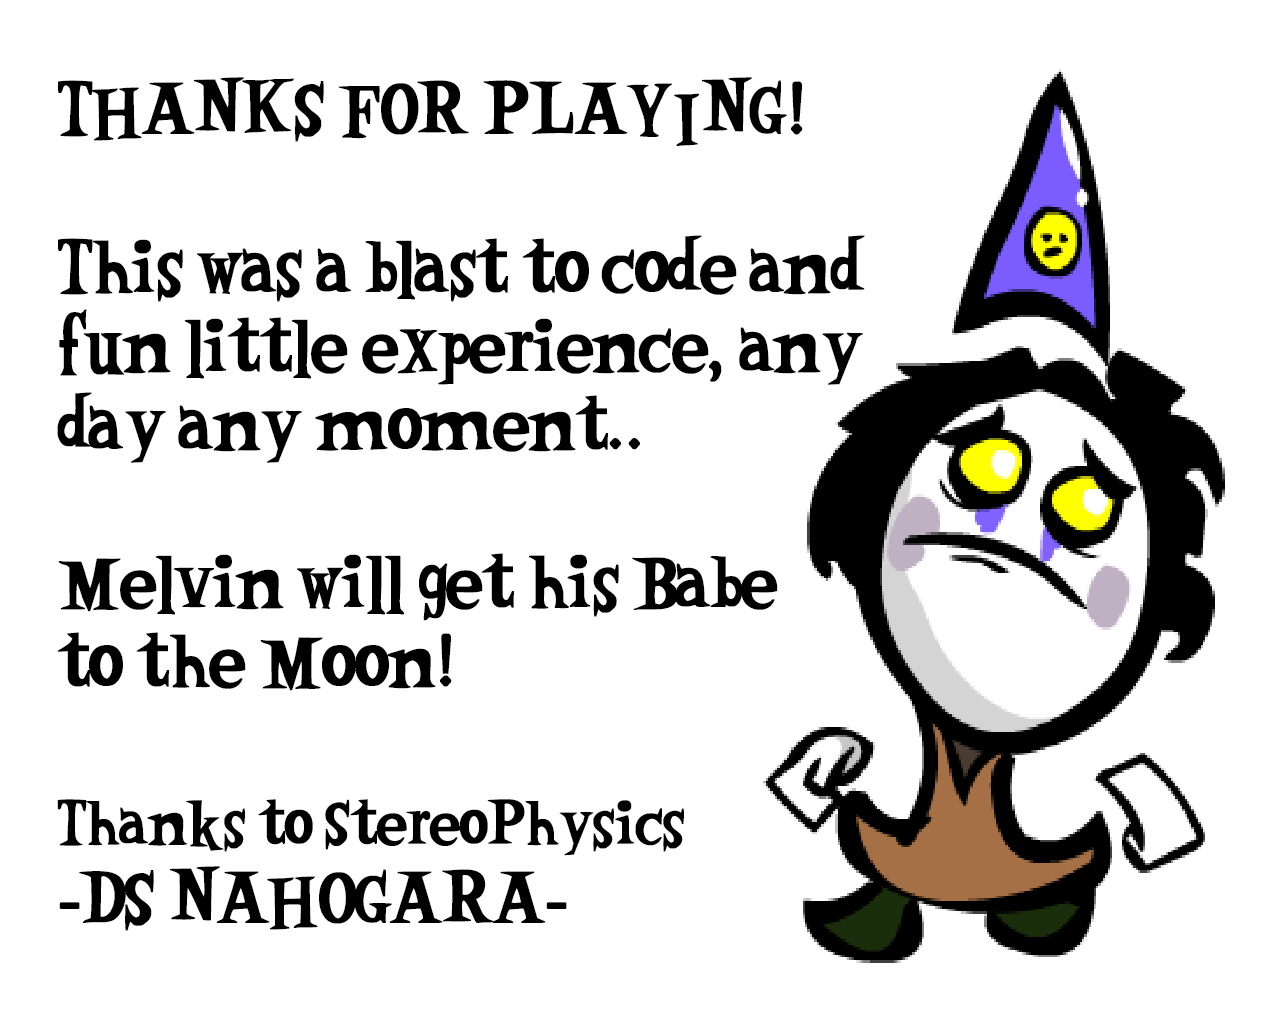 THANKS FOR PLAYING!
This was a blast to code and
fun little experience, any
day any moment..
Melvin will get his Babe
to the Moon!
Thanks to StereoPhysics
-DS NAHOGARA-